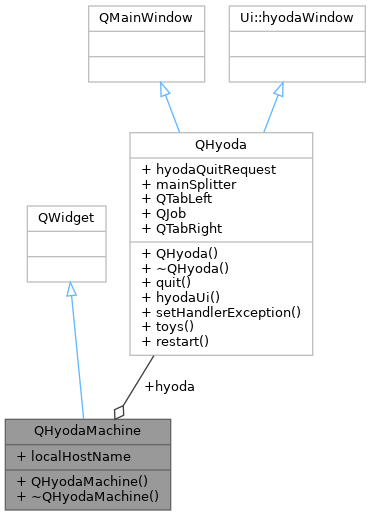 QMainWindow
Ui::hyodaWindow
QHyoda
+ hyodaQuitRequest
+ mainSplitter
+ QTabLeft
+ QJob
+ QTabRight
+ QHyoda()
+ ~QHyoda()
+ quit()
+ hyodaUi()
+ setHandlerException()
+ toys()
+ restart()
QWidget
+hyoda
QHyodaMachine
+ localHostName
+ QHyodaMachine()
+ ~QHyodaMachine()